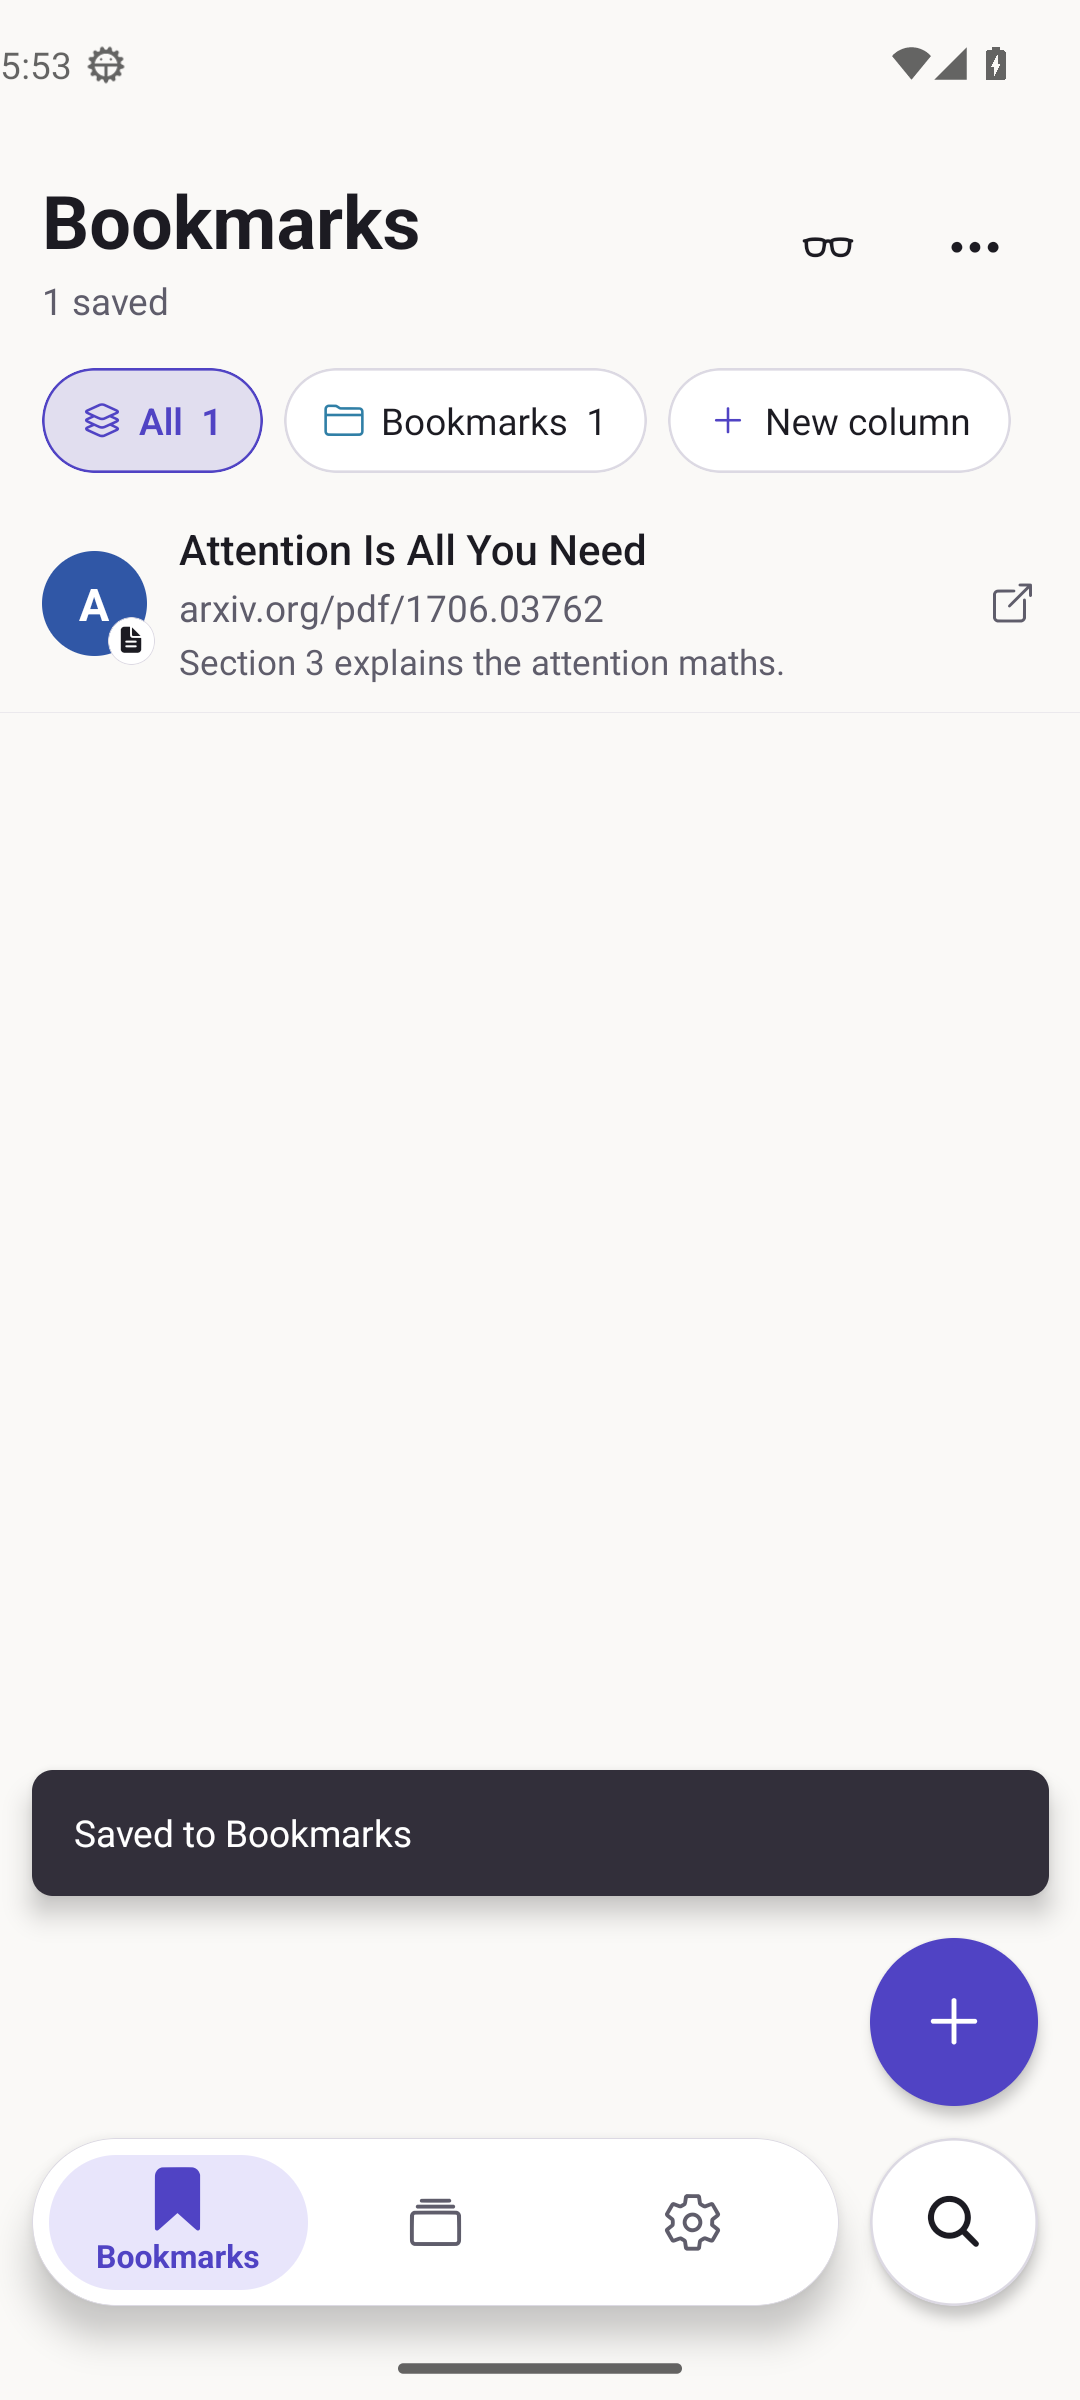 5:53
Bookmarks
1 saved
All 1
Bookmarks 1
New column
A
Attention Is All You Need
arxiv.org/pdf/1706.03762
Section 3 explains the attention maths.
Saved to Bookmarks
Bookmarks